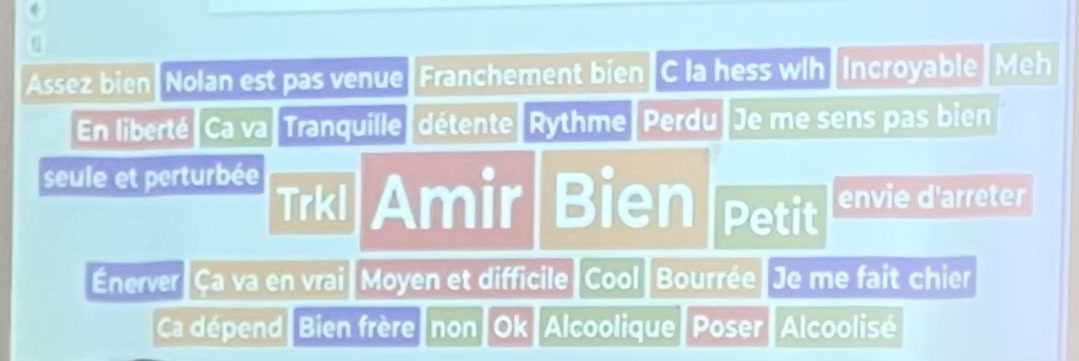 Assez bien Nolan est pas venue Franchement bien C la hess wlh Incroyable Meh
En liberté Ca va Tranquille détente Rythme Perdu Je me sens pas bien
seule et perturbée Trkl Amir Bien Petit envie d'arreter
Énerver Ça va en vrai Moyen et difficile Cool Bourrée Je me fait chier
Ca dépend Bien frère non Ok Alcoolique Poser Alcoolisé